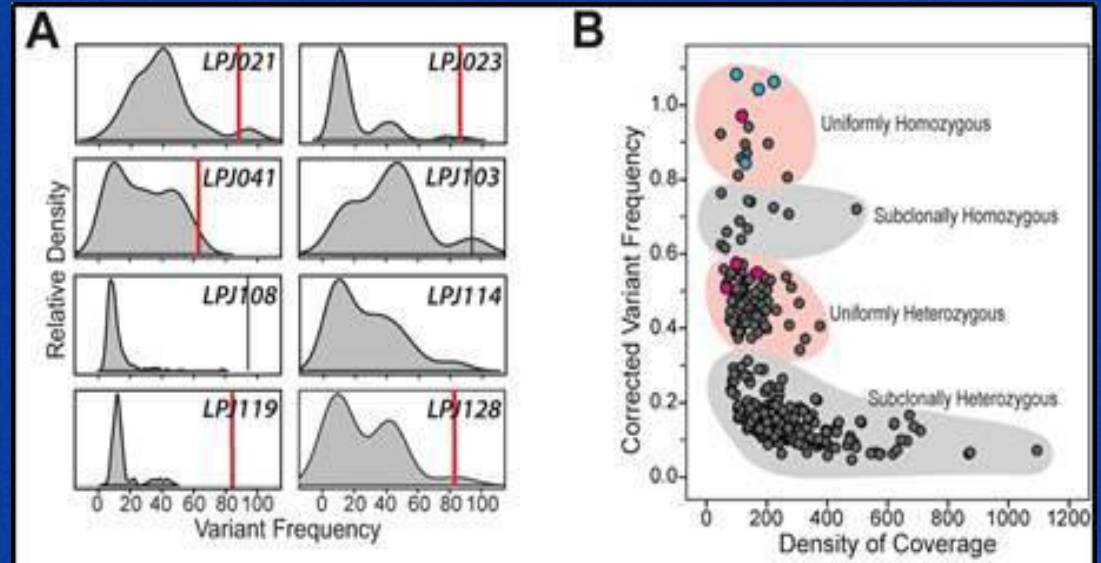 A
LPJ021
LPJ023
LPJ041
LPJ103
LPJ108
LPJ114
LPJ119
LPJ128
Relative Density
0 20 40 60 80 100
0 20 40 60 80 100
Variant Frequency
B
Corrected Variant Frequency
1.0
0.8
0.6
0.4
0.2
0.0
Uniformly Homozygous
Subclonally Homozygous
Uniformly Heterozygous
Subclonally Heterozygous
0 200 400 600 800 1000 1200
Density of Coverage